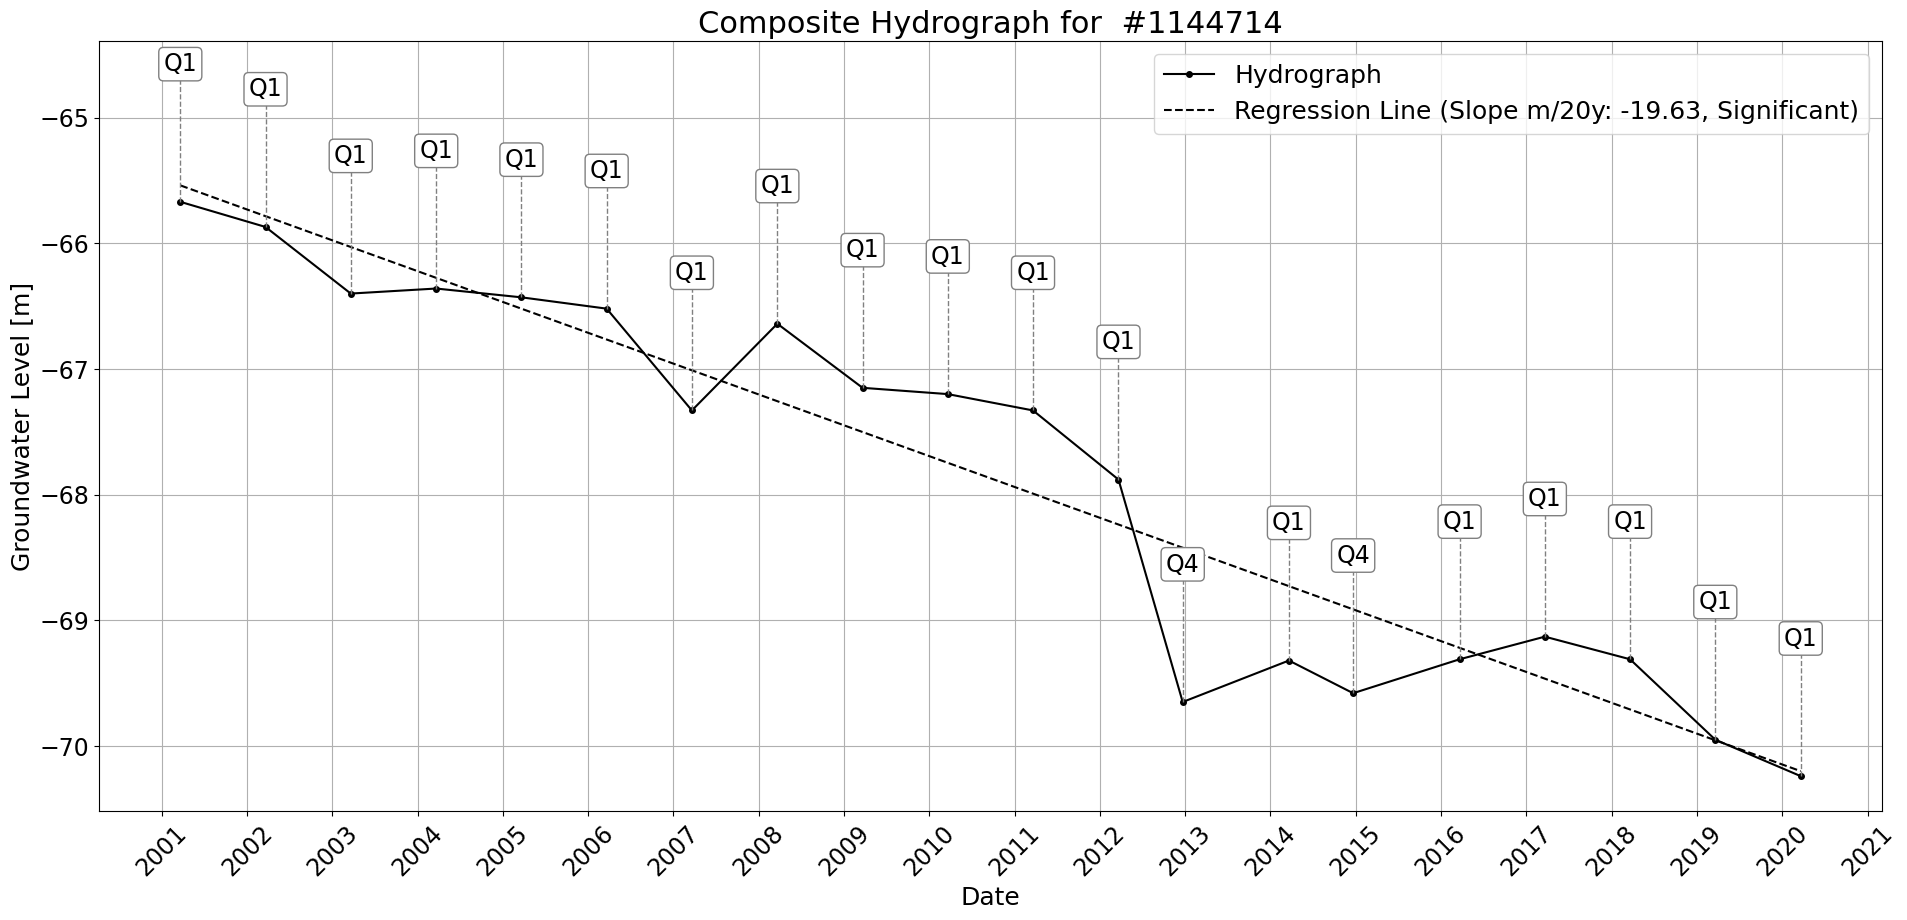 Composite Hydrograph for  #1144714
Hydrograph
Regression Line (Slope m/20y: -19.63, Significant)
Q1
Q1
Q1
Q1
Q1
Q1
Q1
Q1
Q1
Q1
Q1
Q1
Q4
Q1
Q4
Q1
Q1
Q1
Q1
Q1
Groundwater Level [m]
−65
−66
−67
−68
−69
−70
2001 2002 2003 2004 2005 2006 2007 2008 2009 2010 2011 2012 2013 2014 2015 2016 2017 2018 2019 2020 2021
Date